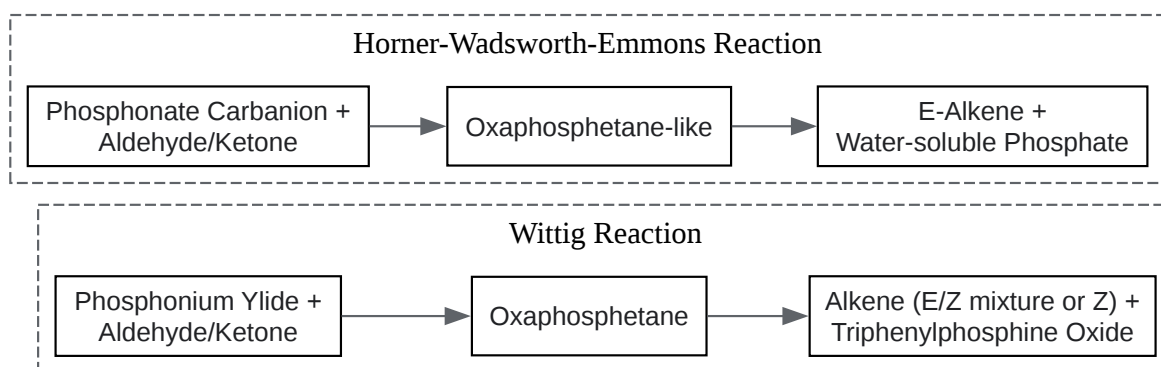 Horner-Wadsworth-Emmons Reaction
Phosphonate Carbanion +
Aldehyde/Ketone
Oxaphosphetane-like
E-Alkene +
Water-soluble Phosphate
Wittig Reaction
Phosphonium Ylide +
Aldehyde/Ketone
Oxaphosphetane
Alkene (E/Z mixture or Z) +
Triphenylphosphine Oxide